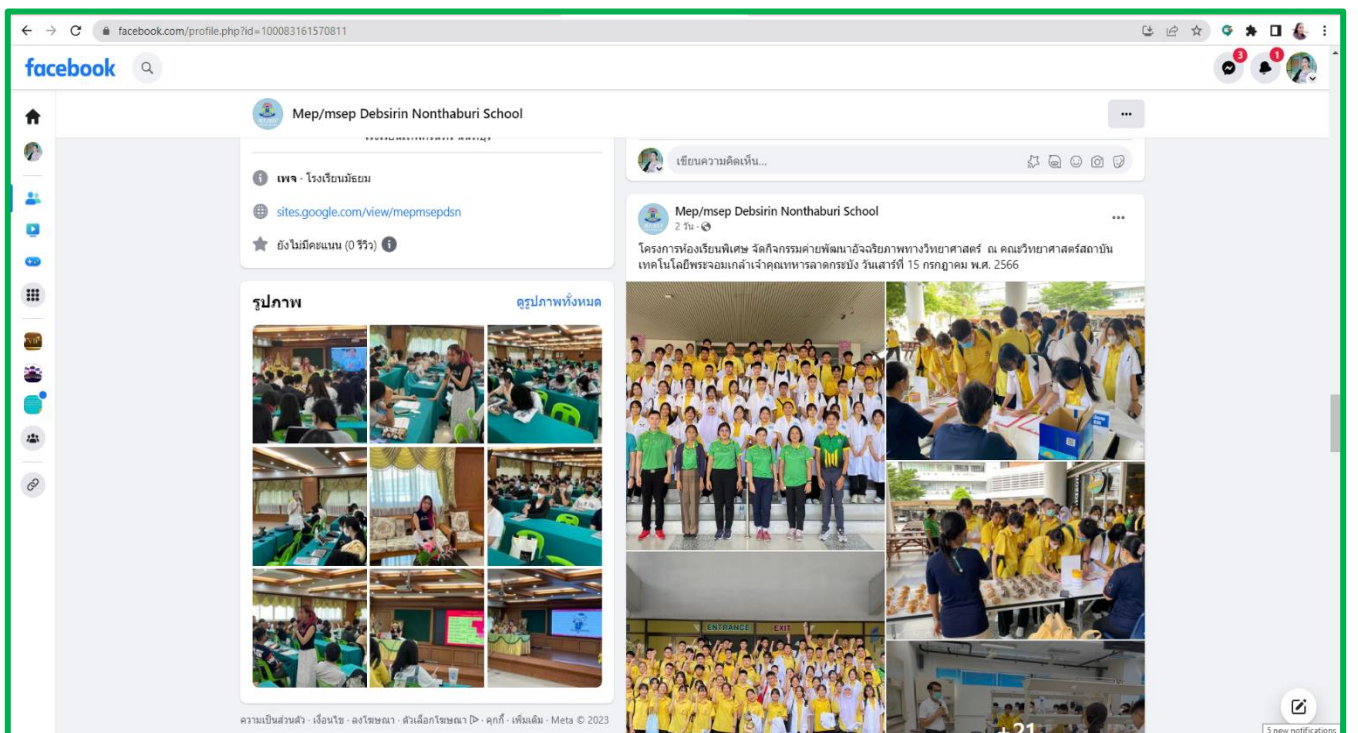 facebook.com/profile.php?id=100083161570811
facebook
3
1
Mep/msep Debsirin Nonthaburi School
เพจ · โรงเรียนมัธยม
sites.google.com/view/mepmsepdsn
ยังไม่มีคะแนน (0 รีวิว)
รูปภาพ
ดูรูปภาพทั้งหมด
เขียนความคิดเห็น...
Mep/msep Debsirin Nonthaburi School
2 วัน ·
โครงการห้องเรียนพิเศษ จัดกิจกรรมค่ายพัฒนาอัจฉริยภาพทางวิทยาศาสตร์ ณ คณะวิทยาศาสตร์สถาบัน
เทคโนโลยีพระจอมเกล้าเจ้าคุณทหารลาดกระบัง วันเสาร์ที่ 15 กรกฎาคม พ.ศ. 2566
ENTRANCE EXIT
+21
ความเป็นส่วนตัว · เงื่อนไข · ลงโฆษณา · ตัวเลือกโฆษณา · คุกกี้ · เพิ่มเติม · Meta © 2023
5 new notifications